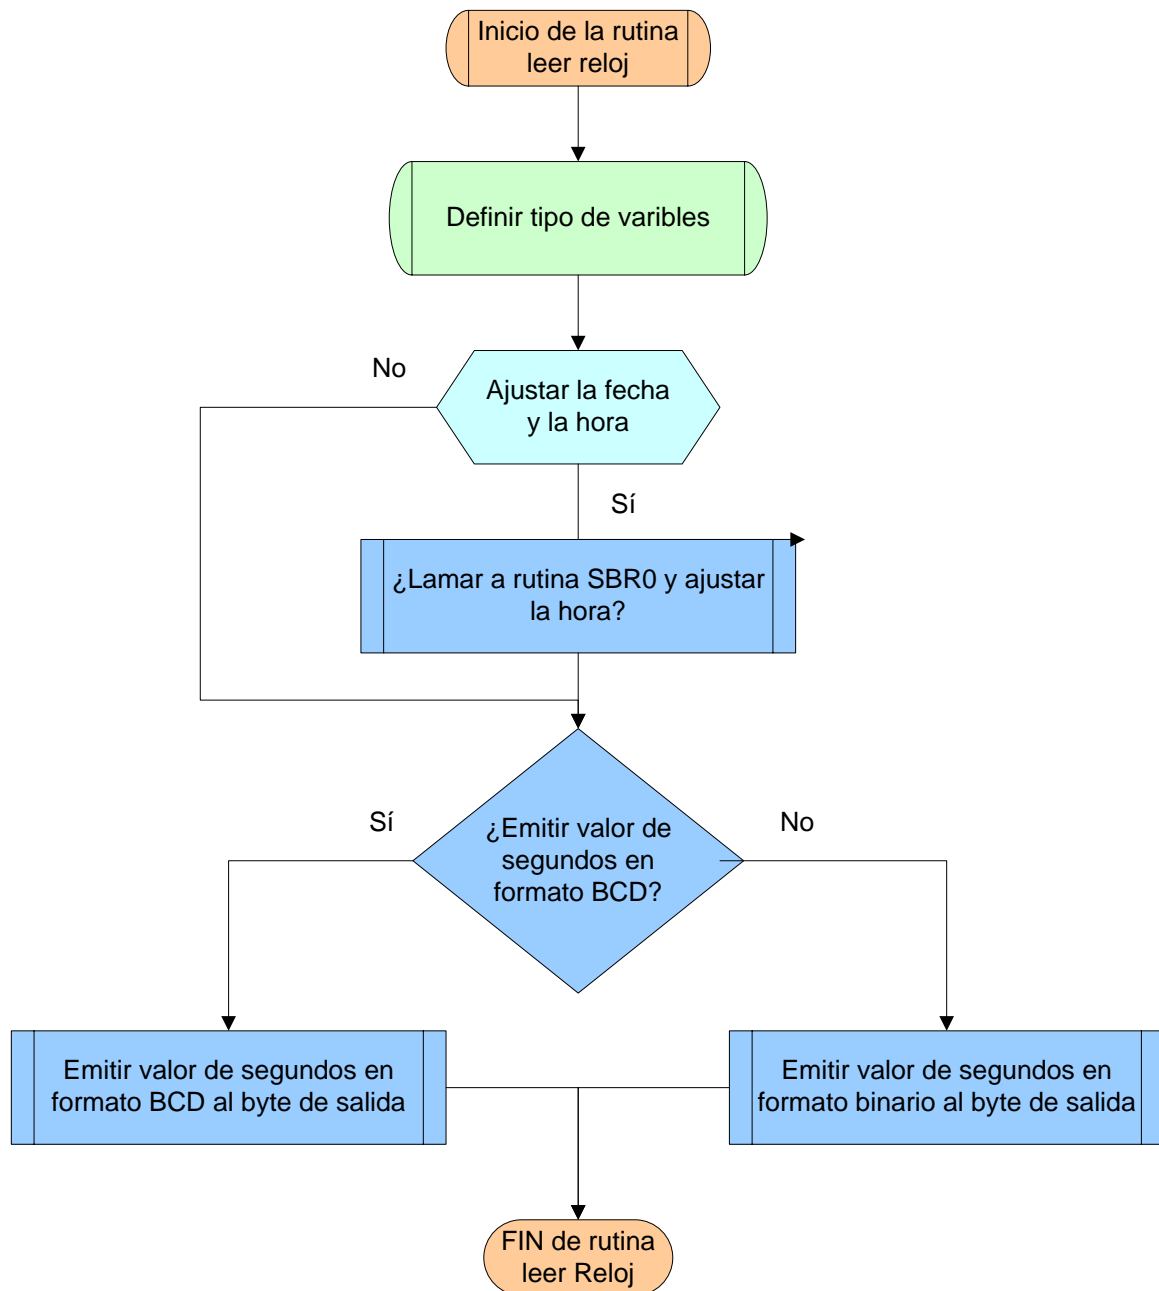 Inicio de la rutina
leer reloj
Definir tipo de varibles
No
Ajustar la fecha
y la hora
Sí
¿Lamar a rutina SBR0 y ajustar
la hora?
Sí
¿Emitir valor de
segundos en
formato BCD?
No
Emitir valor de segundos en
formato BCD al byte de salida
Emitir valor de segundos en
formato binario al byte de salida
FIN de rutina
leer Reloj